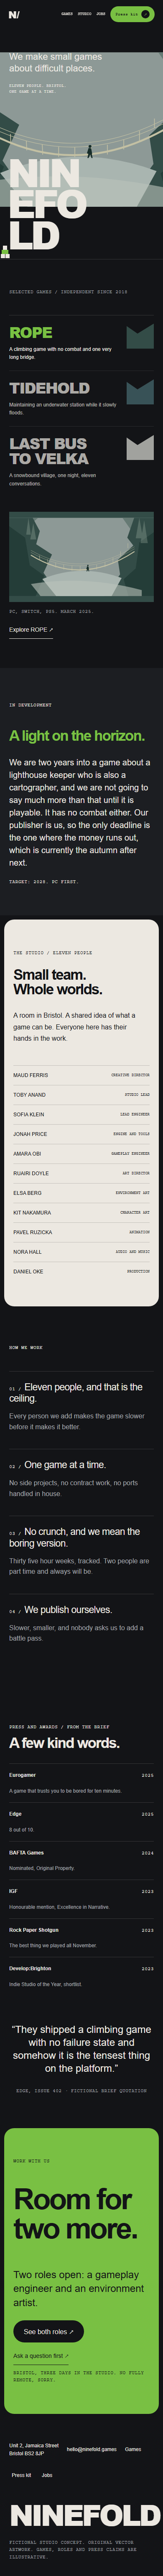 N/
GAMES STUDIO JOBS Press kit
We make small games
about difficult places.
ELEVEN PEOPLE. BRISTOL.
ONE GAME AT A TIME.
NIN
EFO
LD
SELECTED GAMES / INDEPENDENT SINCE 2016
ROPE
A climbing game with no combat and one very
long bridge.
TIDEHOLD
Maintaining an underwater station while it slowly
floods.
LAST BUS
TO VELKA
A snowbound village, one night, eleven
conversations.
PC, SWITCH, PS5. MARCH 2025.
Explore ROPE ↗
IN DEVELOPMENT
A light on the horizon.
We are two years into a game about a
lighthouse keeper who is also a
cartographer, and we are not going to
say much more than that until it is
playable. It has no combat either. Our
publisher is us, so the only deadline is
the one where the money runs out,
which is currently the autumn after
next.
TARGET: 2028. PC FIRST.
THE STUDIO / ELEVEN PEOPLE
Small team.
Whole worlds.
A room in Bristol. A shared idea of what a
game can be. Everyone here has their
hands in the work.
MAUD FERRIS CREATIVE DIRECTOR
TOBY ANAND STUDIO LEAD
SOFIA KLEIN LEAD ENGINEER
JONAH PRICE ENGINE AND TOOLS
AMARA OBI GAMEPLAY ENGINEER
RUAIRI DOYLE ART DIRECTOR
ELSA BERG ENVIRONMENT ART
KIT NAKAMURA CHARACTER ART
PAVEL RUZICKA ANIMATION
NORA HALL AUDIO AND MUSIC
DANIEL OKE PRODUCTION
HOW WE WORK
01 / Eleven people, and that is the
ceiling.
Every person we add makes the game slower
before it makes it better.
02 / One game at a time.
No side projects, no contract work, no ports
handled in house.
03 / No crunch, and we mean the
boring version.
Thirty five hour weeks, tracked. Two people are
part time and always will be.
04 / We publish ourselves.
Slower, smaller, and nobody asks us to add a
battle pass.
PRESS AND AWARDS / FROM THE BRIEF
A few kind words.
Eurogamer 2025
A game that trusts you to be bored for ten minutes.
Edge 2025
8 out of 10.
BAFTA Games 2024
Nominated, Original Property.
IGF 2023
Honourable mention, Excellence in Narrative.
Rock Paper Shotgun 2023
The best thing we played all November.
Develop:Brighton 2023
Indie Studio of the Year, shortlist.
“They shipped a climbing game
with no failure state and
somehow it is the tensest thing
on the platform.”
EDGE, ISSUE 402 · FICTIONAL BRIEF QUOTATION
WORK WITH US
Room for
two more.
Two roles open: a gameplay
engineer and an environment
artist.
See both roles ↗
Ask a question first ↗
BRISTOL, THREE DAYS IN THE STUDIO. NO FULLY
REMOTE, SORRY.
Unit 2, Jamaica Street
Bristol BS2 8JP
hello@ninefold.games Games
Press kit Jobs
NINEFOLD
FICTIONAL STUDIO CONCEPT. ORIGINAL VECTOR
ARTWORK. GAMES, ROLES AND PRESS CLAIMS ARE
ILLUSTRATIVE.